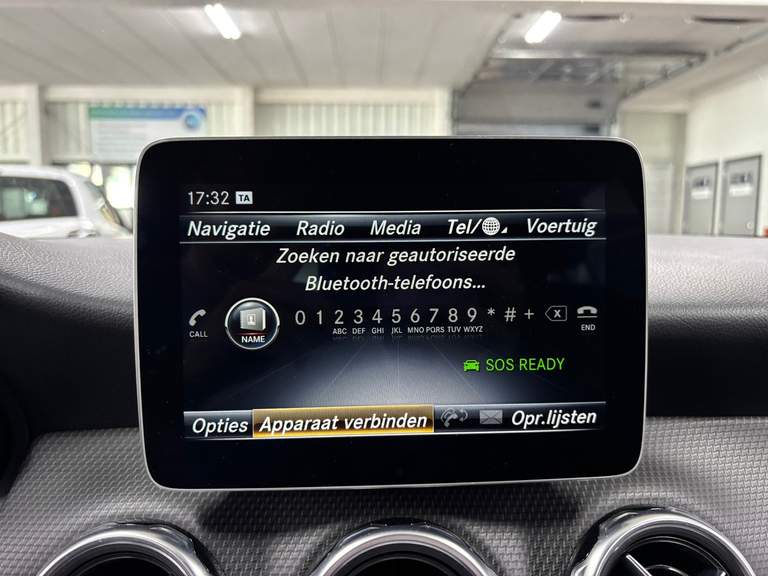 17:32 TA
Navigatie Radio Media Tel/ Voertuig
Zoeken naar geautoriseerde
Bluetooth-telefoons...
0 1 2 3 4 5 6 7 8 9 * # +
ABC DEF GHI JKL MNO PQRS TUV WXYZ
CALL NAME END
SOS READY
Opties Apparaat verbinden Opr.lijsten